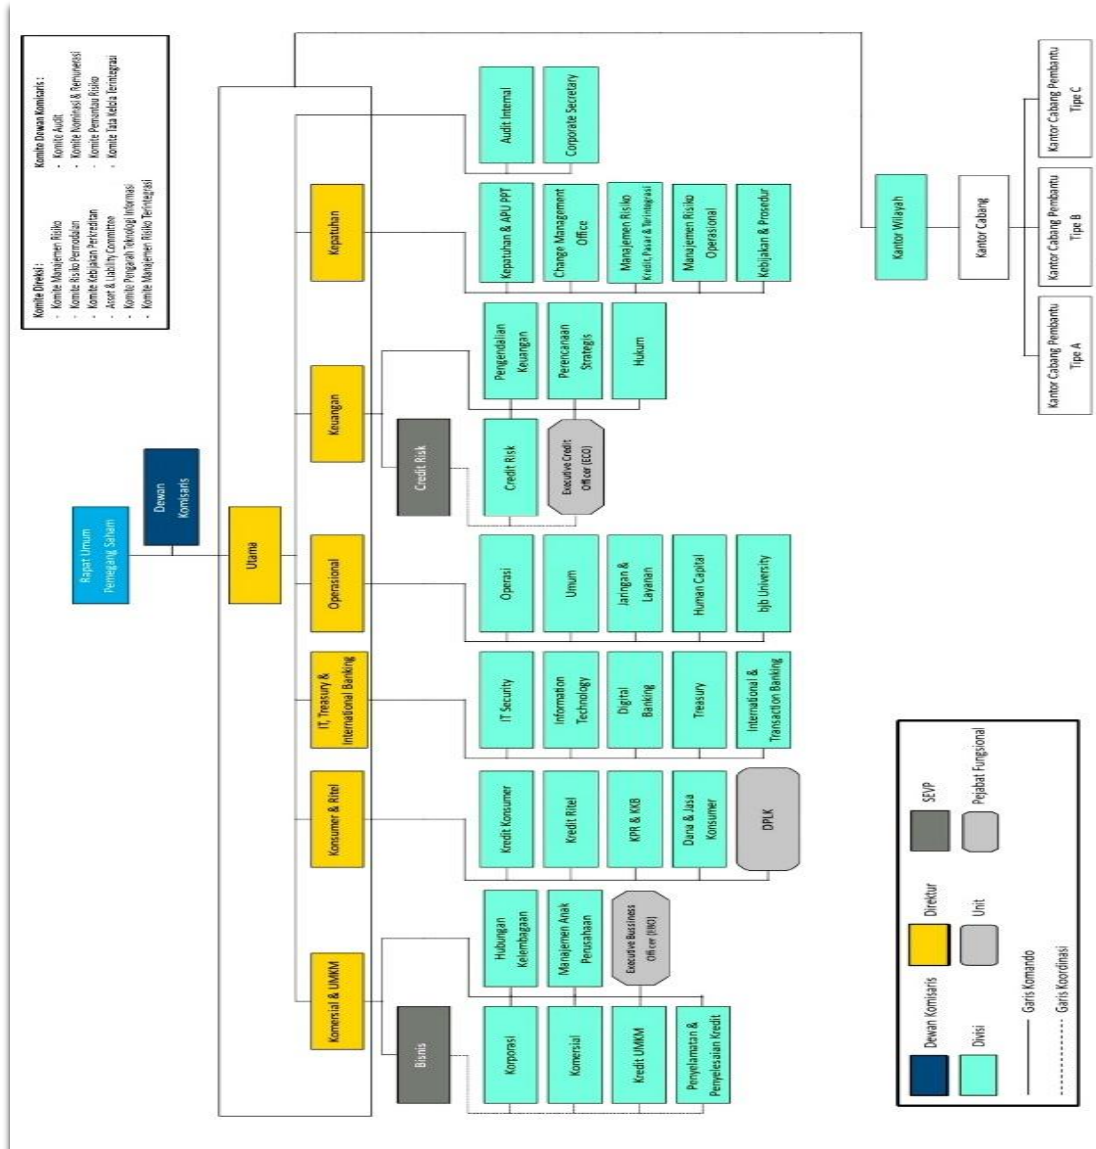 Rapat Umum
Pemegang Saham
Dewan
Komisaris
Komite Direksi :
- Komite Manajemen Risiko
- Komite Risiko Permodalan
- Komite Kebijakan Perkreditan
- Asset & Liability Committee
- Komite Pengarah Teknologi Informasi
- Komite Manajemen Risiko Terintegrasi
Komite Dewan Komisaris :
- Komite Audit
- Komite Nominasi & Remunerasi
- Komite Pemantau Risiko
- Komite Tata Kelola Terintegrasi
Utama
Komersial & UMKM
Konsumer & Ritel
IT, Treasury &
International Banking
Operasional
Keuangan
Kepatuhan
Bisnis
Korporasi
Komersial
Kredit UMKM
Penyelamatan &
Penyelesaian Kredit
Hubungan
Kelembagaan
Manajemen Anak
Perusahaan
Executive Bussiness
Officer (EBO)
Kredit Konsumer
Kredit Ritel
KPR & KKB
Dana & Jasa
Konsumer
DPLK
IT Security
Information
Technology
Digital
Banking
Treasury
International &
Transaction Banking
Operasi
Umum
Jaringan &
Layanan
Human Capital
bjb University
Credit Risk
Credit Risk
Executive Credit
Officer (ECO)
Pengendalian
Keuangan
Perencanaan
Strategis
Hukum
Kepatuhan & APU PPT
Change Management
Office
Manajemen Risiko
Kredit, Pasar & Terintegrasi
Manajemen Risiko
Operasional
Kebijakan & Prosedur
Audit Internal
Corporate Secretary
Kantor Wilayah
Kantor Cabang
Kantor Cabang Pembantu
Tipe A
Kantor Cabang Pembantu
Tipe B
Kantor Cabang Pembantu
Tipe C
Dewan Komisaris
Direktur
SEVP
Divisi
Unit
Pejabat Fungsional
Garis Komando
Garis Koordinasi